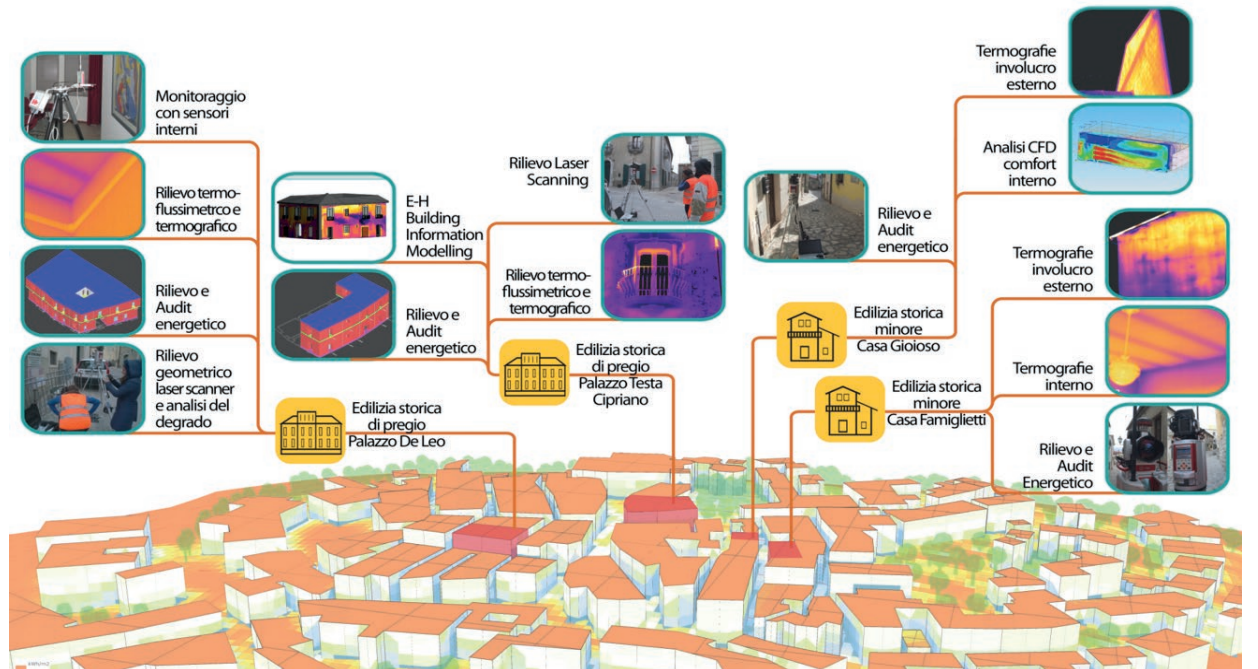 Monitoraggio
con sensori
interni
Rilievo termo-
flussimetrco e
termografico
Rilievo e
Audit
energetico
Rilievo
geometrico
laser scanner
e analisi del
degrado
Edilizia storica
di pregio
Palazzo De Leo
E-H
Building
Information
Modelling
Rilievo e
Audit
energetico
Rilievo Laser
Scanning
Rilievo termo-
flussimetrico e
termografico
Edilizia storica
di pregio
Palazzo Testa
Cipriano
Termografie
involucro
esterno
Analisi CFD
comfort
interno
Rilievo e
Audit
energetico
Edilizia storica
minore
Casa Gioioso
Termografie
involucro
esterno
Termografie
interno
Edilizia storica
minore
Casa Famiglietti
Rilievo e
Audit
Energetico